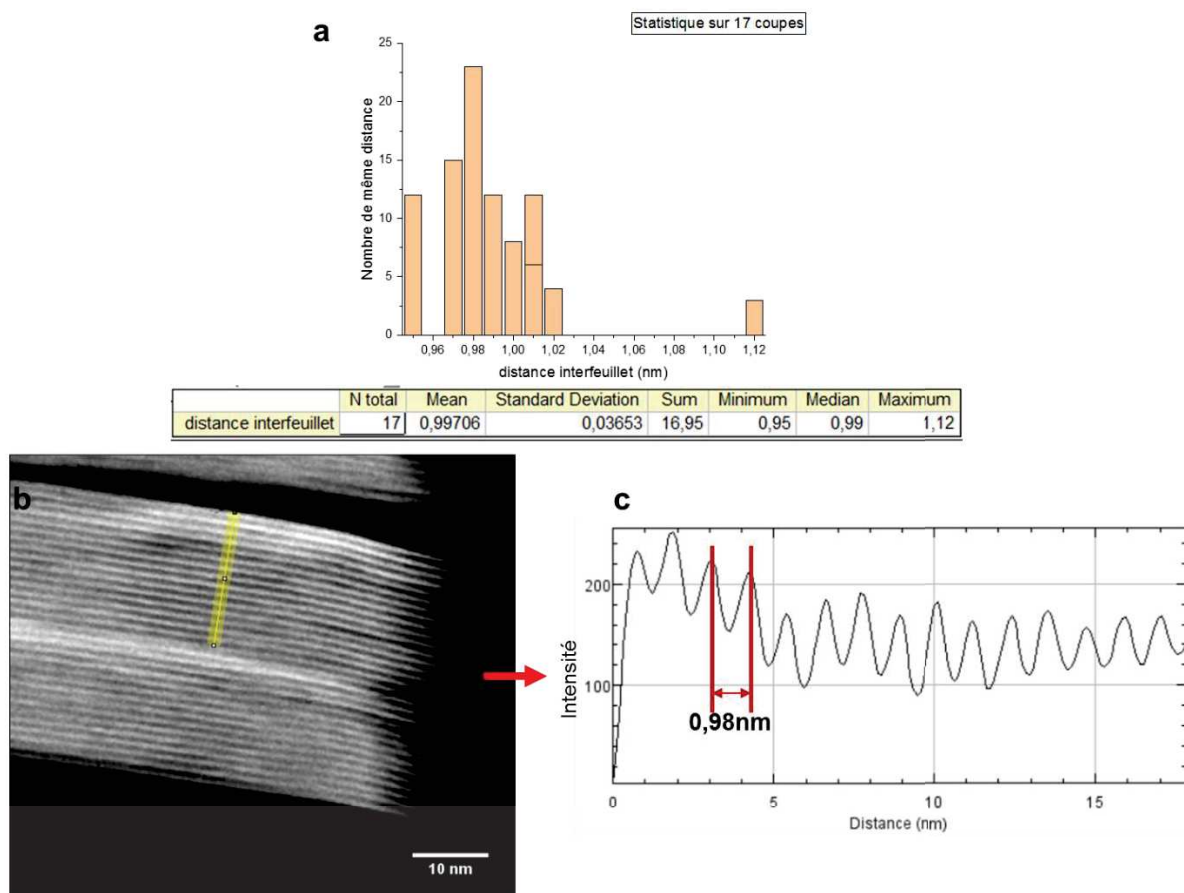 Statistique sur 17 coupes
a
Nombre de même distance
25
20
15
10
5
0
0,96 0,98 1,00 1,02 1,04 1,06 1,08 1,10 1,12
distance interfeuillet (nm)
N total Mean Standard Deviation Sum Minimum Median Maximum
distance interfeuillet 17 0,99706 0,03653 16,95 0,95 0,99 1,12
b
10 nm
c
Intensité
200
100
0,98nm
0 5 10 15
Distance (nm)